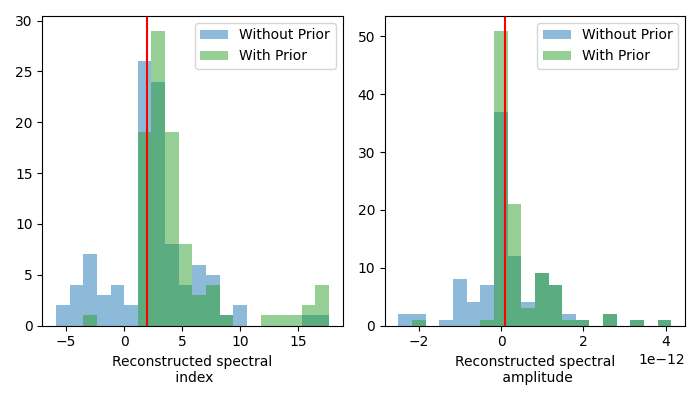 30
25
20
15
10
5
0
−5
0
5
10
15
Reconstructed spectral
index
Without Prior
With Prior
50
40
30
20
10
0
−2
0
2
4
1e−12
Reconstructed spectral
amplitude
Without Prior
With Prior